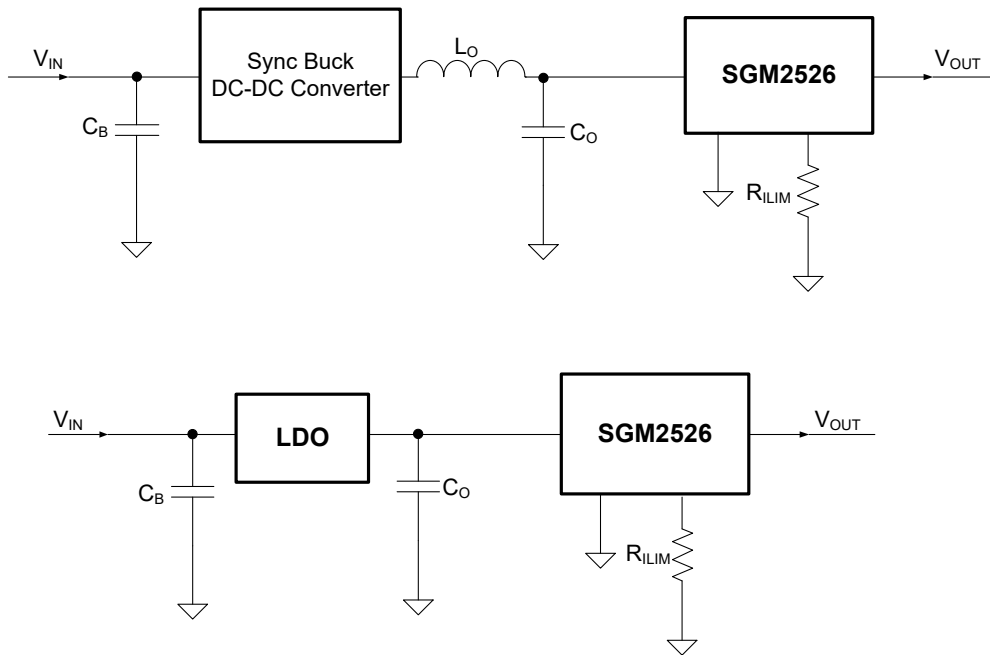 V_IN
Sync Buck
DC-DC Converter
L_O
SGM2526
V_OUT
C_B
C_O
R_ILIM
V_IN
LDO
SGM2526
V_OUT
C_B
C_O
R_ILIM